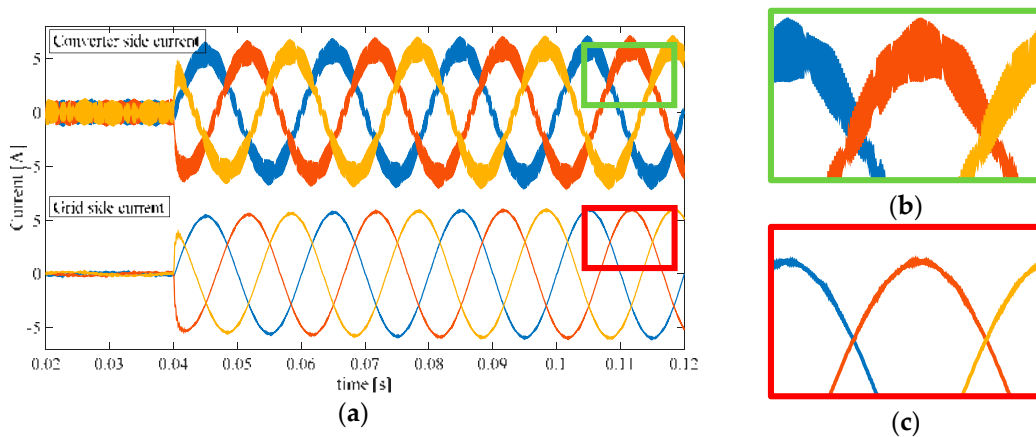 Converter side current
5
0
-5
Current [A]
Grid side current
5
0
-5
0.02 0.03 0.04 0.05 0.06 0.07 0.08 0.09 0.10 0.11 0.12
time [s]
(a)
(b)
(c)